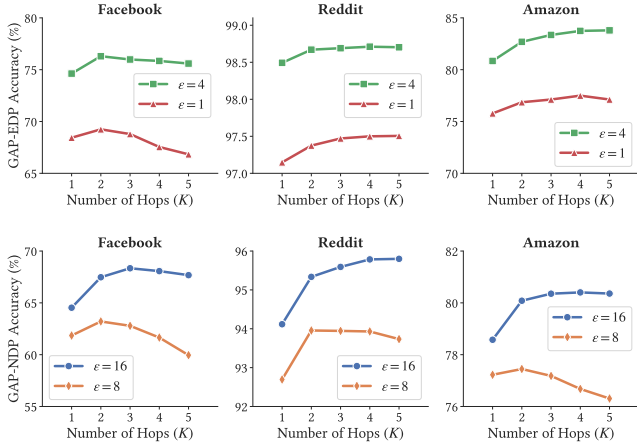 Facebook
Reddit
Amazon
GAP-EDP Accuracy (%)
80
75
70
65
ε = 4
ε = 1
1 2 3 4 5
Number of Hops (K)
98.0
98.5
98.0
97.5
97.0
ε = 4
ε = 1
1 2 3 4 5
Number of Hops (K)
85
80
75
70
ε = 4
ε = 1
1 2 3 4 5
Number of Hops (K)
Facebook
Reddit
Amazon
GAP-NDP Accuracy (%)
70
65
60
55
ε = 16
ε = 8
1 2 3 4 5
Number of Hops (K)
96
95
94
93
92
ε = 16
ε = 8
1 2 3 4 5
Number of Hops (K)
82
80
78
76
ε = 16
ε = 8
1 2 3 4 5
Number of Hops (K)